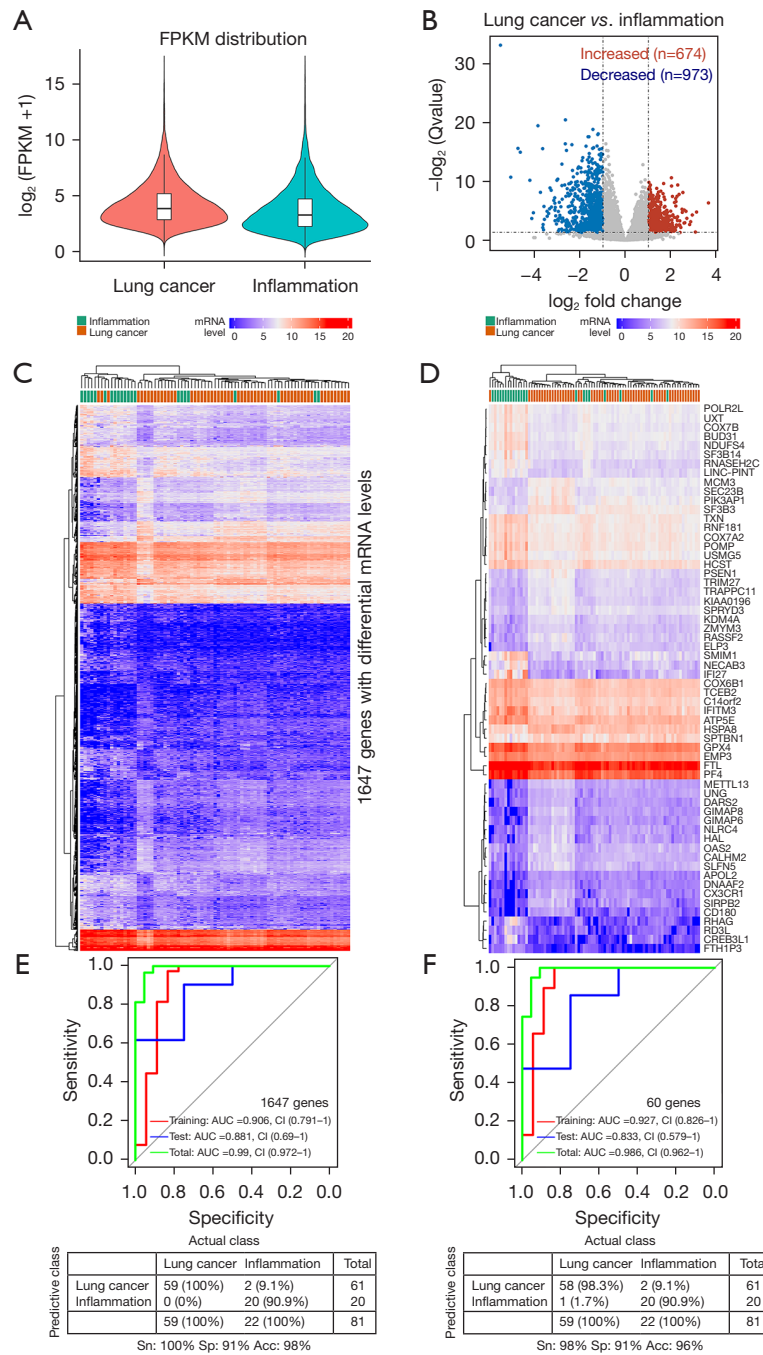 A
FPKM distribution
log2 (FPKM +1)
15
10
5
0
Lung cancer
Inflammation
B
Lung cancer vs. inflammation
Increased (n=674)
Decreased (n=973)
−log2 (Qvalue)
30
20
10
0
−4
−2
0
2
4
log2 fold change
Inflammation
Lung cancer
mRNA level
0 5 10 15 20
Inflammation
Lung cancer
mRNA level
0 5 10 15 20
C
1647 genes with differential mRNA levels
D
POLR2L
UXT
COX7B
BUD31
NDUFS4
SF3B14
RNASEH2C
LINC-PINT
MCM3
SEC23B
PIK3AP1
SF3B3
TXN
RNF181
COX7A2
POMP
USMG5
HCST
PSEN1
TRIM27
TRAPPC11
KIAA0196
SPRYD3
KDM4A
ZMYM3
RASSF2
ELP3
SMIM1
NECAB3
IFI27
COX6B1
TCEB2
C14orf2
IFITM3
ATP5E
HSPA8
SPTBN1
GPX4
EMP3
FTL
PF4
METTL13
UNG
DARS2
GIMAP8
GIMAP6
NLRC4
HAL
OAS2
CALHM2
SLFN5
APOL2
DNAAF2
CX3CR1
SIRPB2
CD180
RHAG
RD3L
CREB3L1
FTH1P3
E
Sensitivity
1.0
0.8
0.6
0.4
0.2
0.0
1647 genes
Training: AUC =0.906, CI (0.791–1)
Test: AUC =0.881, CI (0.69–1)
Total: AUC =0.99, CI (0.972–1)
1.0 0.8 0.6 0.4 0.2 0.0
Specificity
Actual class
Predictive class
Lung cancer Inflammation Total
Lung cancer 59 (100%) 2 (9.1%) 61
Inflammation 0 (0%) 20 (90.9%) 20
59 (100%) 22 (100%) 81
Sn: 100% Sp: 91% Acc: 98%
F
Sensitivity
1.0
0.8
0.6
0.4
0.2
0.0
60 genes
Training: AUC =0.927, CI (0.826–1)
Test: AUC =0.833, CI (0.579–1)
Total: AUC =0.986, CI (0.962–1)
1.0 0.8 0.6 0.4 0.2 0.0
Specificity
Actual class
Predictive class
Lung cancer Inflammation Total
Lung cancer 58 (98.3%) 2 (9.1%) 61
Inflammation 1 (1.7%) 20 (90.9%) 20
59 (100%) 22 (100%) 81
Sn: 98% Sp: 91% Acc: 96%